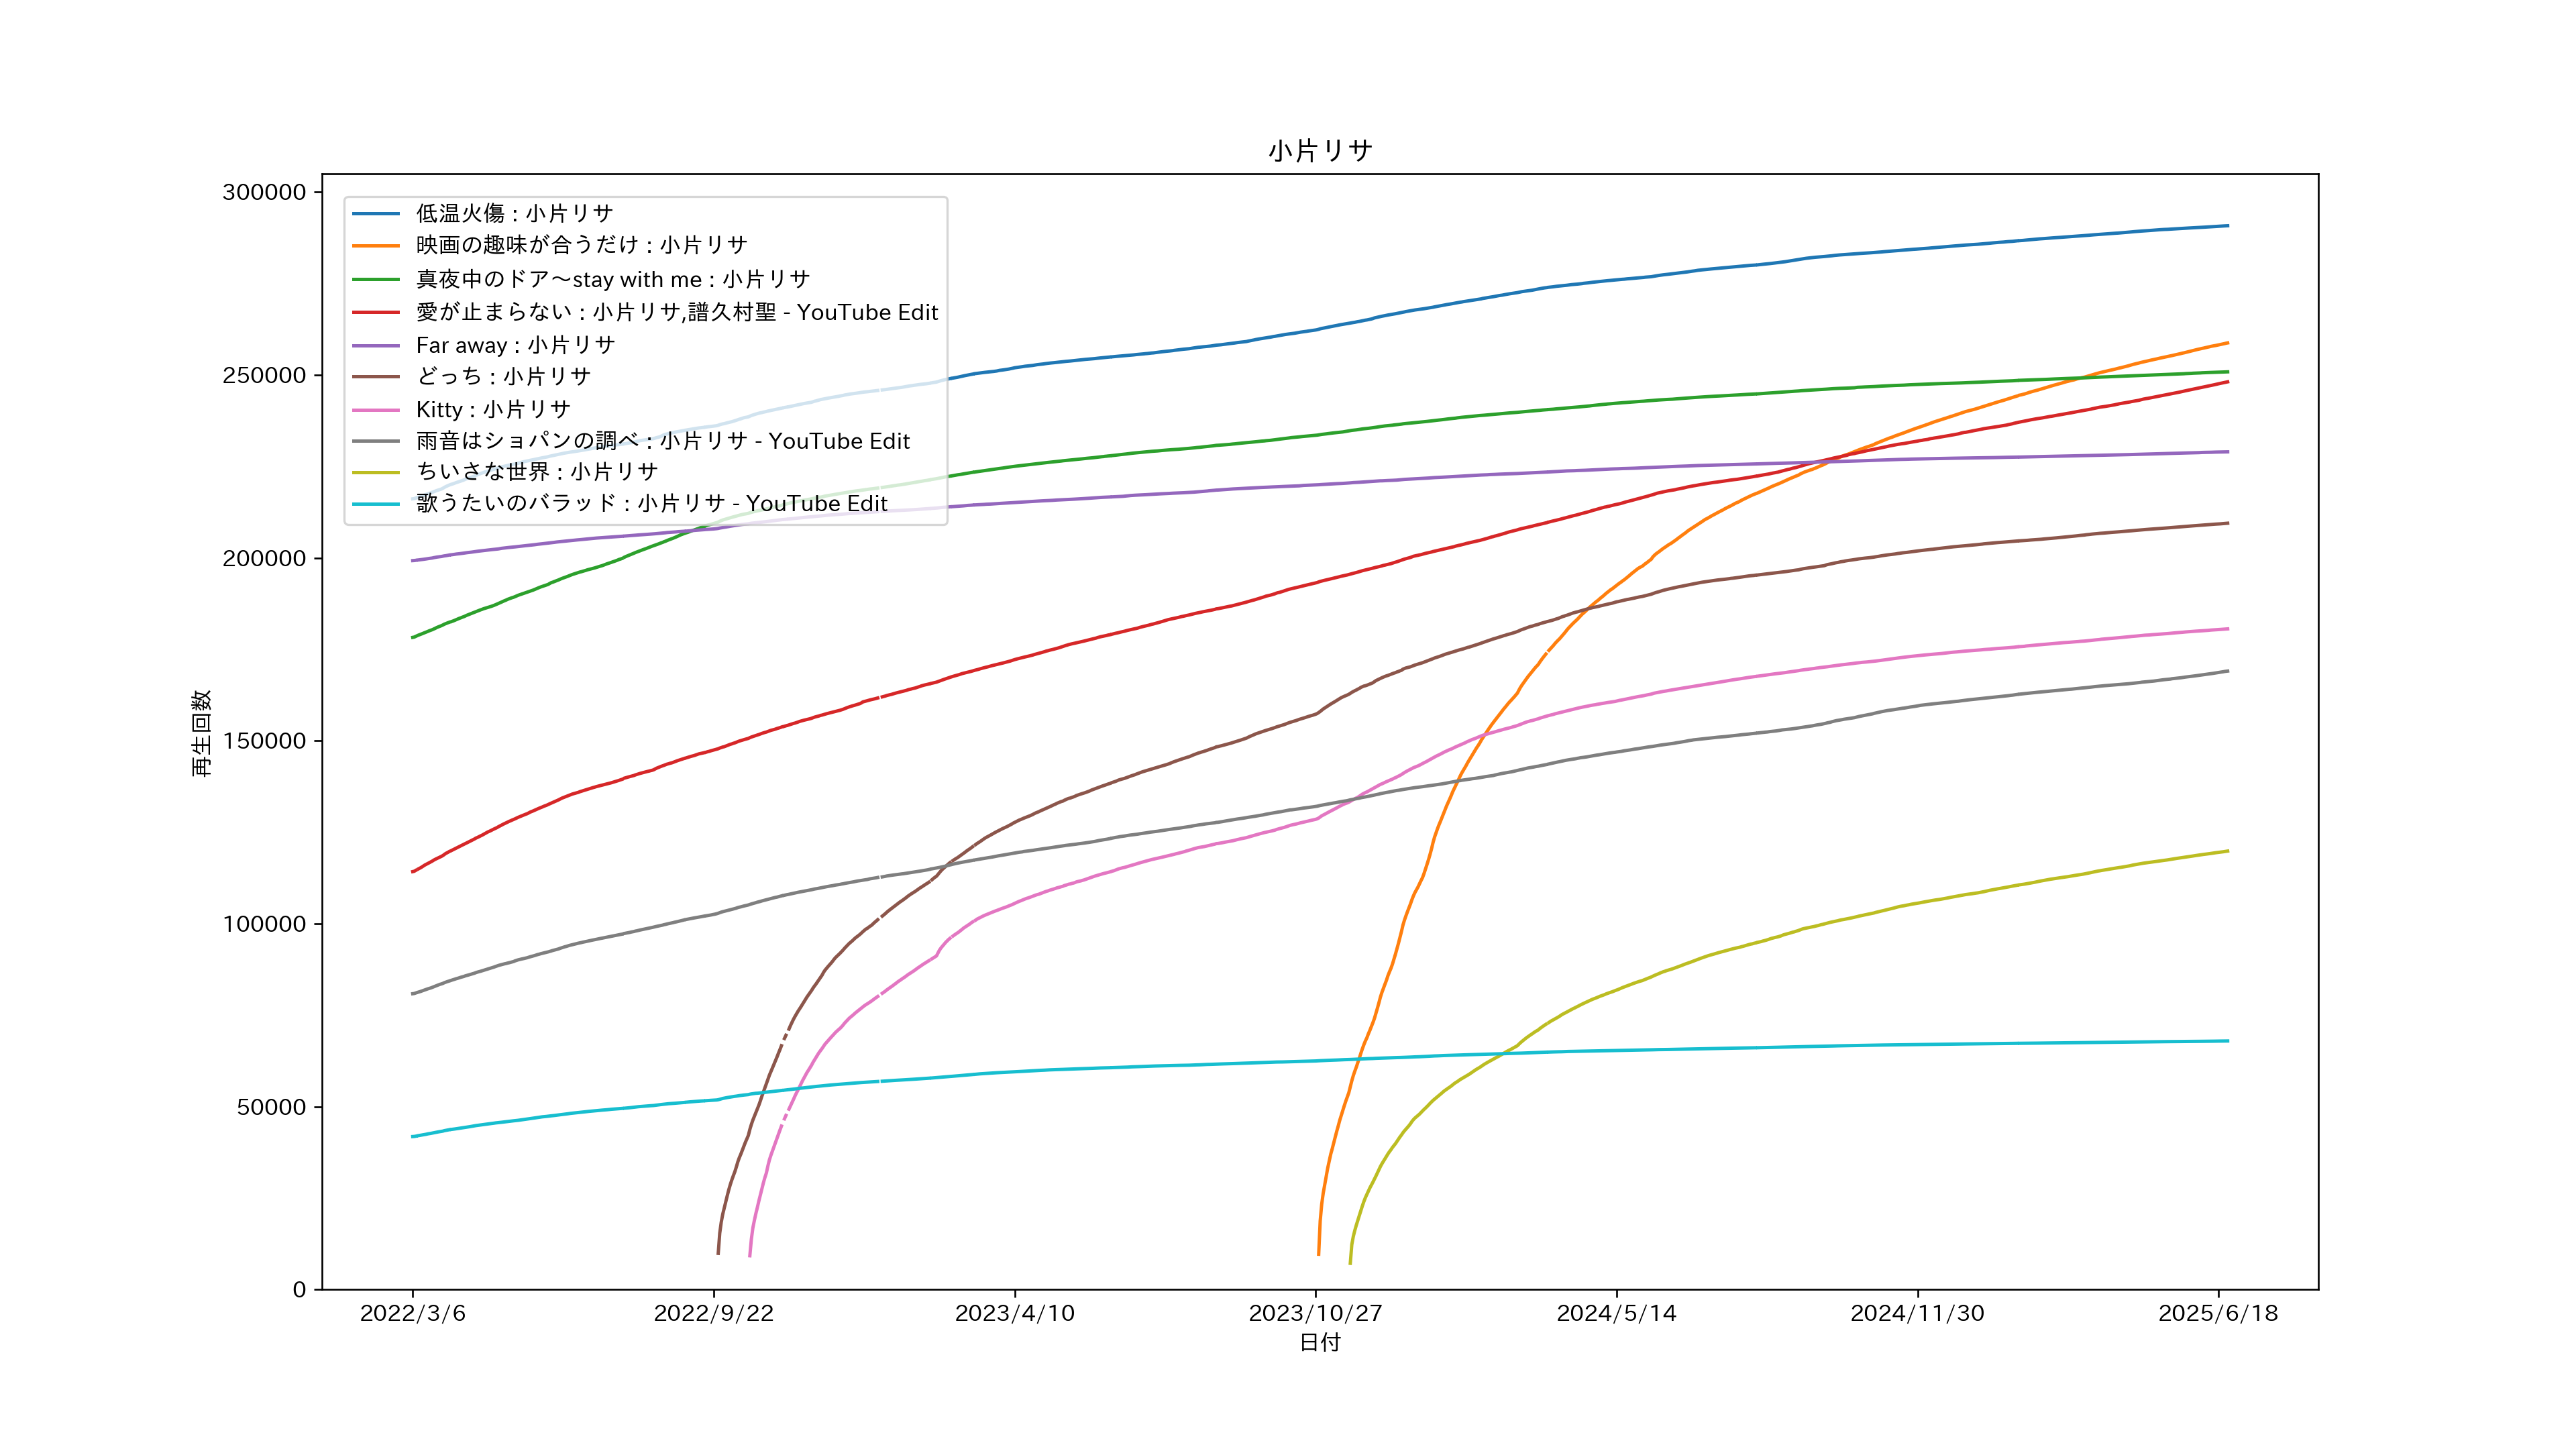 小片リサ
300000
250000
200000
150000
100000
50000
0
再生回数
低温火傷 : 小片リサ
映画の趣味が合うだけ : 小片リサ
真夜中のドア〜stay with me : 小片リサ
愛が止まらない : 小片リサ,譜久村聖 - YouTube Edit
Far away : 小片リサ
どっち : 小片リサ
Kitty : 小片リサ
雨音はショパンの調べ : 小片リサ - YouTube Edit
ちいさな世界 : 小片リサ
歌うたいのバラッド : 小片リサ - YouTube Edit
2022/3/6 2022/9/22 2023/4/10 2023/10/27 2024/5/14 2024/11/30 2025/6/18
日付